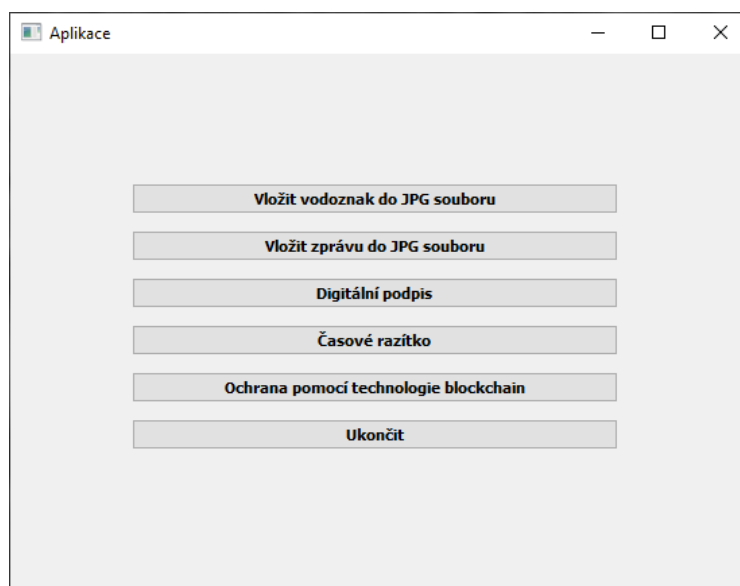 Aplikace
Vložit vodoznak do JPG souboru
Vložit zprávu do JPG souboru
Digitální podpis
Časové razítko
Ochrana pomocí technologie blockchain
Ukončit